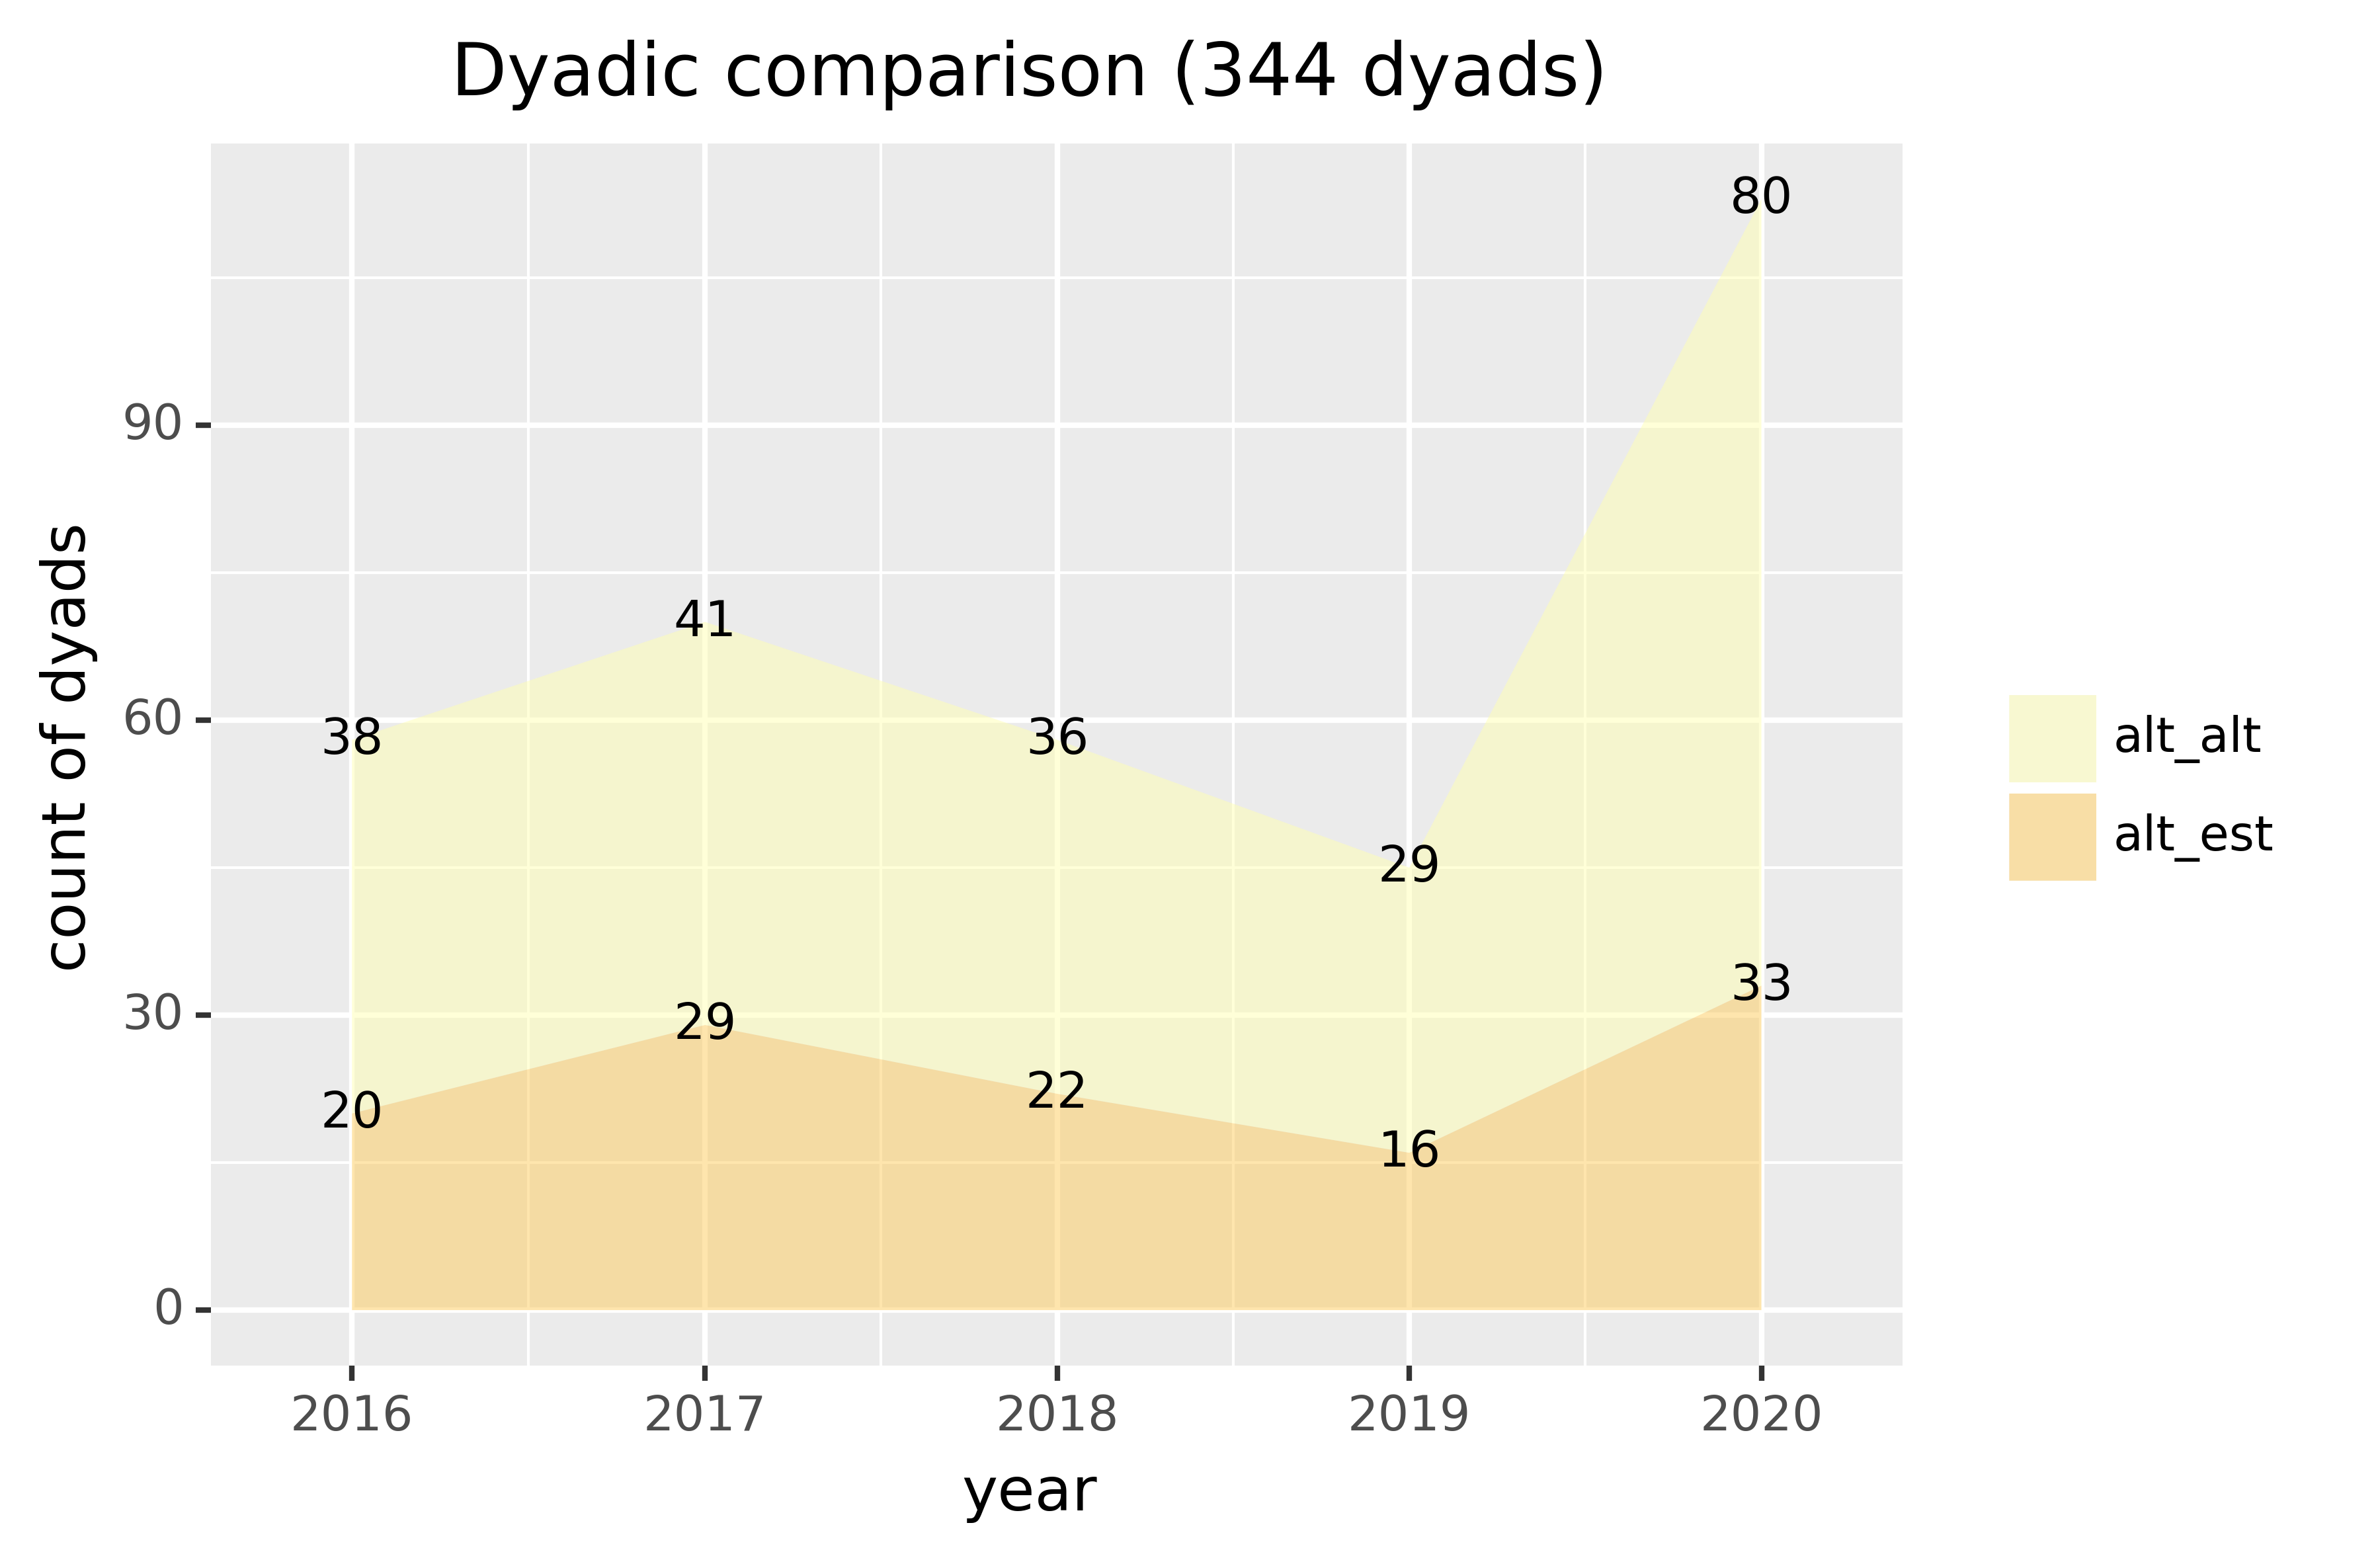 Dyadic comparison (344 dyads)
80
90
41
60
38
36
29
33
30
29
22
20
16
0
2016 2017 2018 2019 2020
year
count of dyads
alt_alt
alt_est